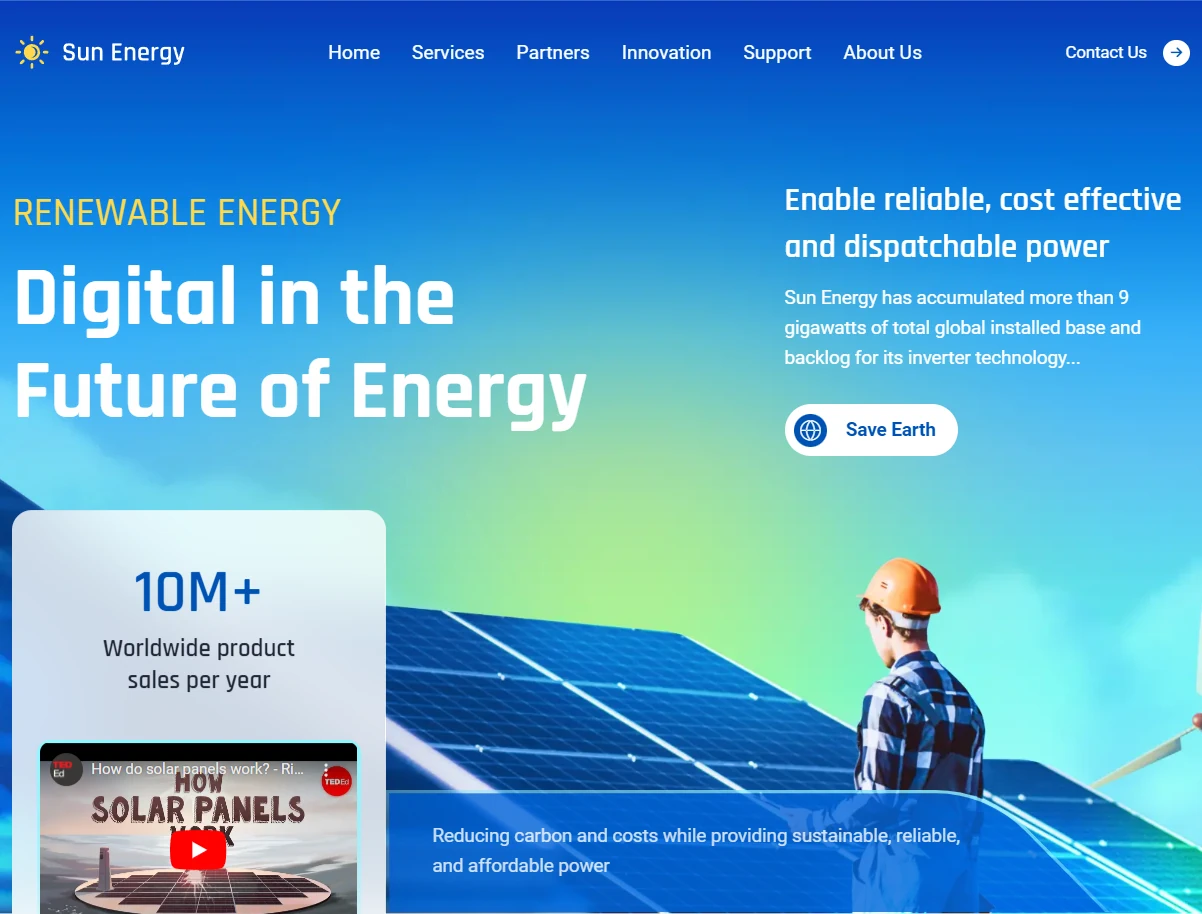 Sun Energy
Home
Services
Partners
Innovation
Support
About Us
Contact Us
RENEWABLE ENERGY
Digital in the
Future of Energy
Enable reliable, cost effective
and dispatchable power
Sun Energy has accumulated more than 9
gigawatts of total global installed base and
backlog for its inverter technology...
Save Earth
10M+
Worldwide product
sales per year
TED
Ed
How do solar panels work? - Ri...
TEDEd
HOW
SOLAR PANELS
WORK
Reducing carbon and costs while providing sustainable, reliable,
and affordable power